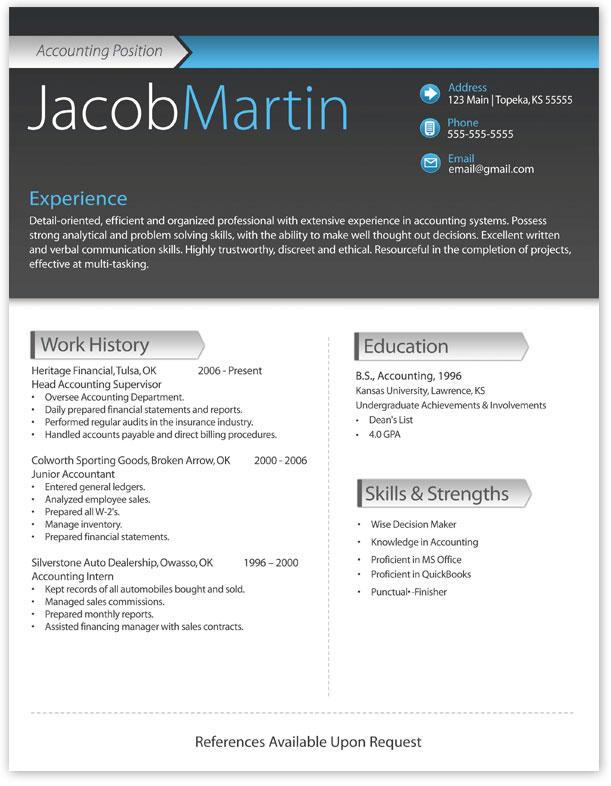 Accounting Position
JacobMartin
Address
123 Main | Topeka, KS 55555
Phone
555-555-5555
Email
email@gmail.com
Experience
Detail-oriented, efficient and organized professional with extensive experience in accounting systems. Possess
strong analytical and problem solving skills, with the ability to make well thought out decisions. Excellent written
and verbal communication skills. Highly trustworthy, discreet and ethical. Resourceful in the completion of projects,
effective at multi-tasking.
Work History
Heritage Financial, Tulsa, OK 2006 - Present
Head Accounting Supervisor
• Oversee Accounting Department.
• Daily prepared financial statements and reports.
• Performed regular audits in the insurance industry.
• Handled accounts payable and direct billing procedures.
Colworth Sporting Goods, Broken Arrow, OK 2000 - 2006
Junior Accountant
• Entered general ledgers.
• Analyzed employee sales.
• Prepared all W-2's.
• Manage inventory.
• Prepared financial statements.
Silverstone Auto Dealership, Owasso, OK 1996 – 2000
Accounting Intern
• Kept records of all automobiles bought and sold.
• Managed sales commissions.
• Prepared monthly reports.
• Assisted financing manager with sales contracts.
Education
B.S., Accounting, 1996
Kansas University, Lawrence, KS
Undergraduate Achievements & Involvements
• Dean's List
• 4.0 GPA
Skills & Strengths
• Wise Decision Maker
• Knowledge in Accounting
• Proficient in MS Office
• Proficient in QuickBooks
• Punctual• -Finisher
References Available Upon Request